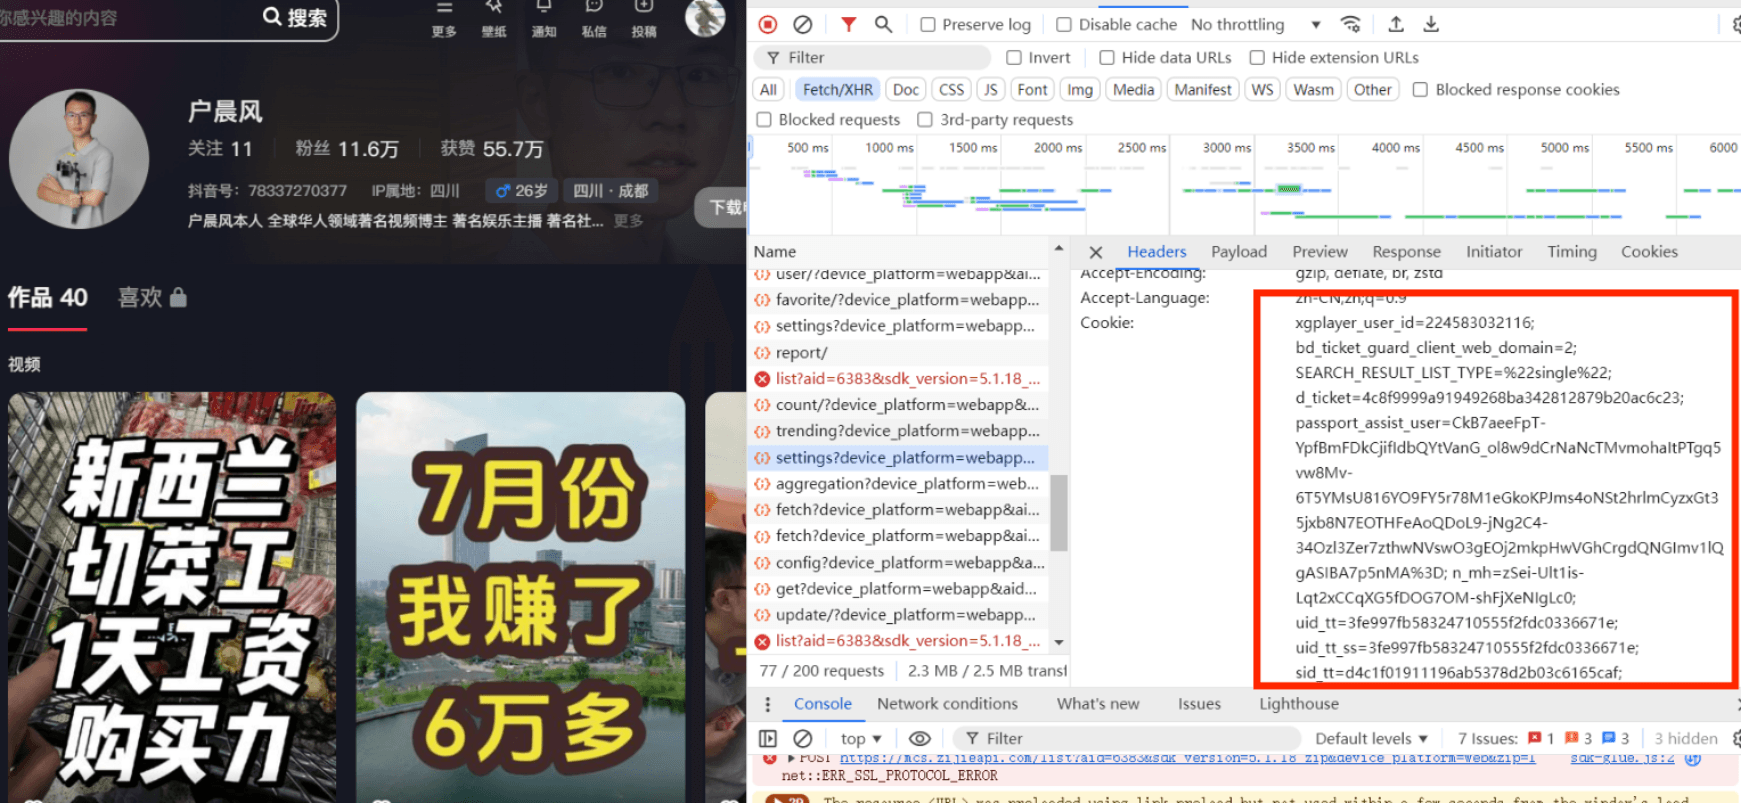 你感兴趣的内容
搜索
更多 壁纸 通知 私信 投稿
户晨风
关注 11 粉丝 11.6万 获赞 55.7万
抖音号：78337270377 IP属地：四川 ♂ 26岁 四川 · 成都
户晨风本人 全球华人领域著名视频博主 著名娱乐主播 著名社... 更多
下载
作品 40 喜欢
视频
新西兰
切菜工
1天工资
购买力
7月份
我赚了
6万多
Preserve log Disable cache No throttling
Filter Invert Hide data URLs Hide extension URLs
All Fetch/XHR Doc CSS JS Font Img Media Manifest WS Wasm Other Blocked response cookies
Blocked requests 3rd-party requests
500 ms 1000 ms 1500 ms 2000 ms 2500 ms 3000 ms 3500 ms 4000 ms 4500 ms 5000 ms 5500 ms 6000
Name
user/?device_platform=webapp&ai...
favorite/?device_platform=webapp...
settings?device_platform=webapp...
report/
list?aid=6383&sdk_version=5.1.18_...
count/?device_platform=webapp&...
trending?device_platform=webapp...
settings?device_platform=webapp...
aggregation?device_platform=web...
fetch?device_platform=webapp&ai...
fetch?device_platform=webapp&ai...
config?device_platform=webapp&a...
get?device_platform=webapp&aid...
update/?device_platform=webapp...
list?aid=6383&sdk_version=5.1.18_...
77 / 200 requests 2.3 MB / 2.5 MB transf
Headers Payload Preview Response Initiator Timing Cookies
Accept-Encoding: gzip, deflate, br, zstd
Accept-Language: zh-CN,zh;q=0.9
Cookie:
xgplayer_user_id=224583032116;
bd_ticket_guard_client_web_domain=2;
SEARCH_RESULT_LIST_TYPE=%22single%22;
d_ticket=4c8f9999a91949268ba342812879b20ac6c23;
passport_assist_user=CkB7aeeFpT-
YpfBmFDkCjifIdbQYtVanG_ol8w9dCrNaNcTMvmohaItPTgq5
vw8Mv-
6T5YMsU816YO9FY5r78M1eGkoKPJms4oNSt2hrlmCyzxGt3
5jxb8N7EOTHFeAoQDoL9-jNg2C4-
34Ozl3Zer7zthwNVswO3gEOj2mkpHwVGhCrgdQNGImv1lQ
gASIBA7p5nMA%3D; n_mh=zSei-Ult1is-
Lqt2xCCqXG5fDOG7OM-shFjXeNIgLc0;
uid_tt=3fe997fb58324710555f2fdc0336671e;
uid_tt_ss=3fe997fb58324710555f2fdc0336671e;
sid_tt=d4c1f01911196ab5378d2b03c6165caf;
Console Network conditions What's new Issues Lighthouse
top Filter Default levels 7 Issues: 1 3 3 3 hidden
POST https://mcs.zijieapi.com/list?aid=6383&sdk_version=5.1.18_zip&device_platform=web&zip=1 sdk-glue.js:2
net::ERR_SSL_PROTOCOL_ERROR
29 The resource <URL> was preloaded using link preload but not used within a few seconds from the window's load